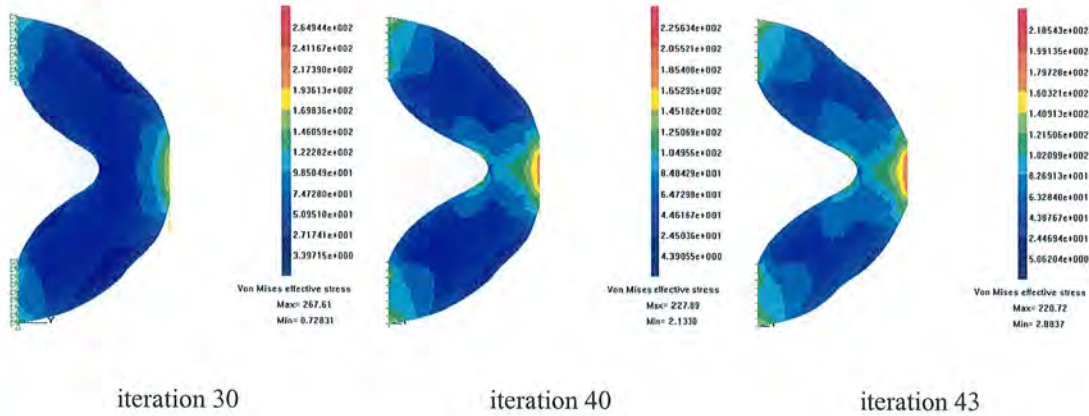 2.64944e+002
2.41167e+002
2.17390e+002
1.93613e+002
1.69836e+002
1.46059e+002
1.22282e+002
9.85049e+001
7.47280e+001
5.09510e+001
2.71741e+001
3.39715e+000
Von Mises effective stress
Max= 267.61
Min= 0.72831
iteration 30
2.25634e+002
2.05521e+002
1.85408e+002
1.65295e+002
1.45182e+002
1.25069e+002
1.04956e+002
8.48429e+001
6.47298e+001
4.46167e+001
2.45036e+001
4.39055e+000
Von Mises effective stress
Max= 227.89
Min= 2.1330
iteration 40
2.18543e+002
1.99135e+002
1.79728e+002
1.60321e+002
1.40913e+002
1.21506e+002
1.02099e+002
8.26913e+001
6.32840e+001
4.38767e+001
2.44694e+001
5.06204e+000
Von Mises effective stress
Max= 220.72
Min= 2.8837
iteration 43